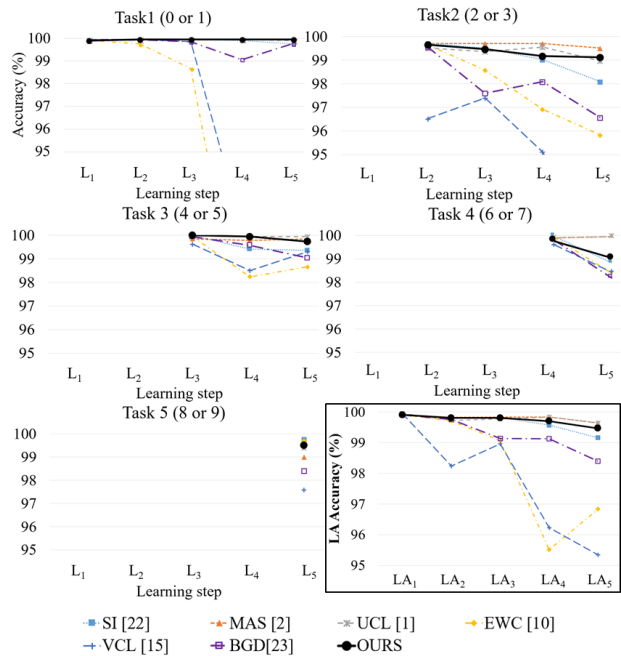 Task1 (0 or 1)
Accuracy (%)
100
99
98
97
96
95
L1 L2 L3 L4 L5
Learning step
Task2 (2 or 3)
100
99
98
97
96
95
L1 L2 L3 L4 L5
Learning step
Task 3 (4 or 5)
100
99
98
97
96
95
L1 L2 L3 L4 L5
Learning step
Task 4 (6 or 7)
100
99
98
97
96
95
L1 L2 L3 L4 L5
Learning step
Task 5 (8 or 9)
100
99
98
97
96
95
L1 L2 L3 L4 L5
Learning step
LA Accuracy (%)
100
99
98
97
96
95
LA1 LA2 LA3 LA4 LA5
SI [22] MAS [2] UCL [1] EWC [10]
VCL [15] BGD[23] OURS